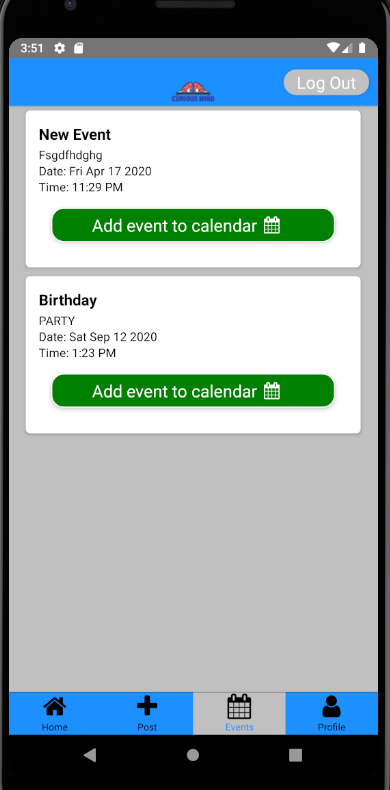 3:51
CURIOUS MIND
Log Out
New Event
Fsgdfhdghg
Date: Fri Apr 17 2020
Time: 11:29 PM
Add event to calendar
Birthday
PARTY
Date: Sat Sep 12 2020
Time: 1:23 PM
Add event to calendar
Home
Post
Events
Profile